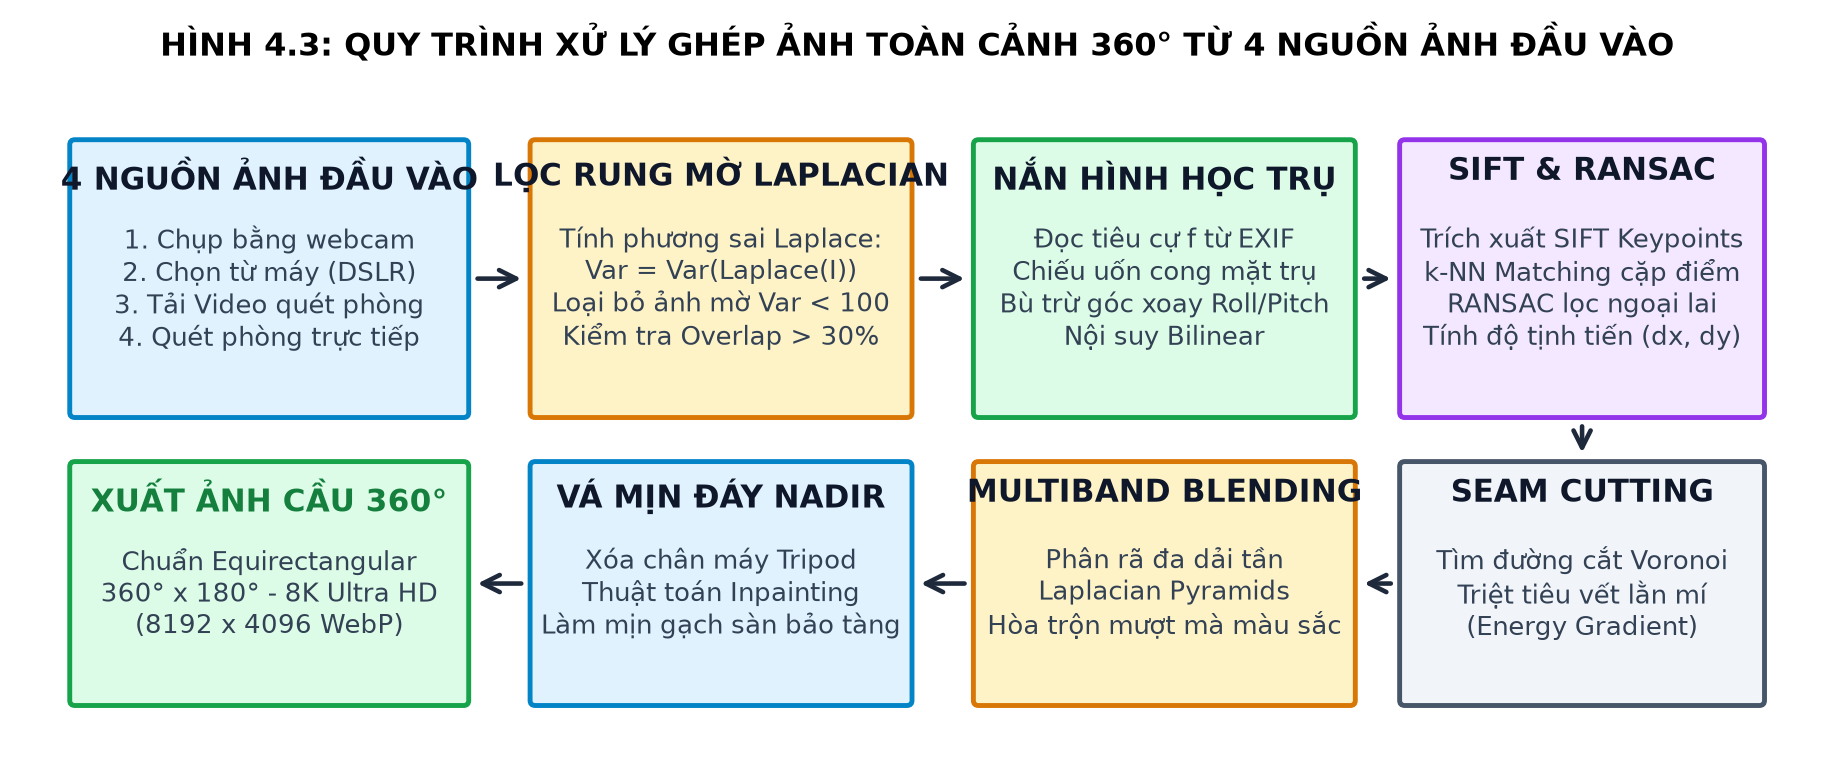 HÌNH 4.3: QUY TRÌNH XỬ LÝ GHÉP ẢNH TOÀN CẢNH 360° TỪ 4 NGUỒN ẢNH ĐẦU VÀO
4 NGUỒN ẢNH ĐẦU VÀO
1. Chụp bằng webcam
2. Chọn từ máy (DSLR)
3. Tải Video quét phòng
4. Quét phòng trực tiếp
LỌC RUNG MỜ LAPLACIAN
Tính phương sai Laplace:
Var = Var(Laplace(I))
Loại bỏ ảnh mờ Var < 100
Kiểm tra Overlap > 30%
NẮN HÌNH HỌC TRỤ
Đọc tiêu cự f từ EXIF
Chiếu uốn cong mặt trụ
Bù trừ góc xoay Roll/Pitch
Nội suy Bilinear
SIFT & RANSAC
Trích xuất SIFT Keypoints
k-NN Matching cặp điểm
RANSAC lọc ngoại lai
Tính độ tịnh tiến (dx, dy)
SEAM CUTTING
Tìm đường cắt Voronoi
Triệt tiêu vết lằn mí
(Energy Gradient)
MULTIBAND BLENDING
Phân rã đa dải tần
Laplacian Pyramids
Hòa trộn mượt mà màu sắc
VÁ MỊN ĐÁY NADIR
Xóa chân máy Tripod
Thuật toán Inpainting
Làm mịn gạch sàn bảo tàng
XUẤT ẢNH CẦU 360°
Chuẩn Equirectangular
360° x 180° - 8K Ultra HD
(8192 x 4096 WebP)